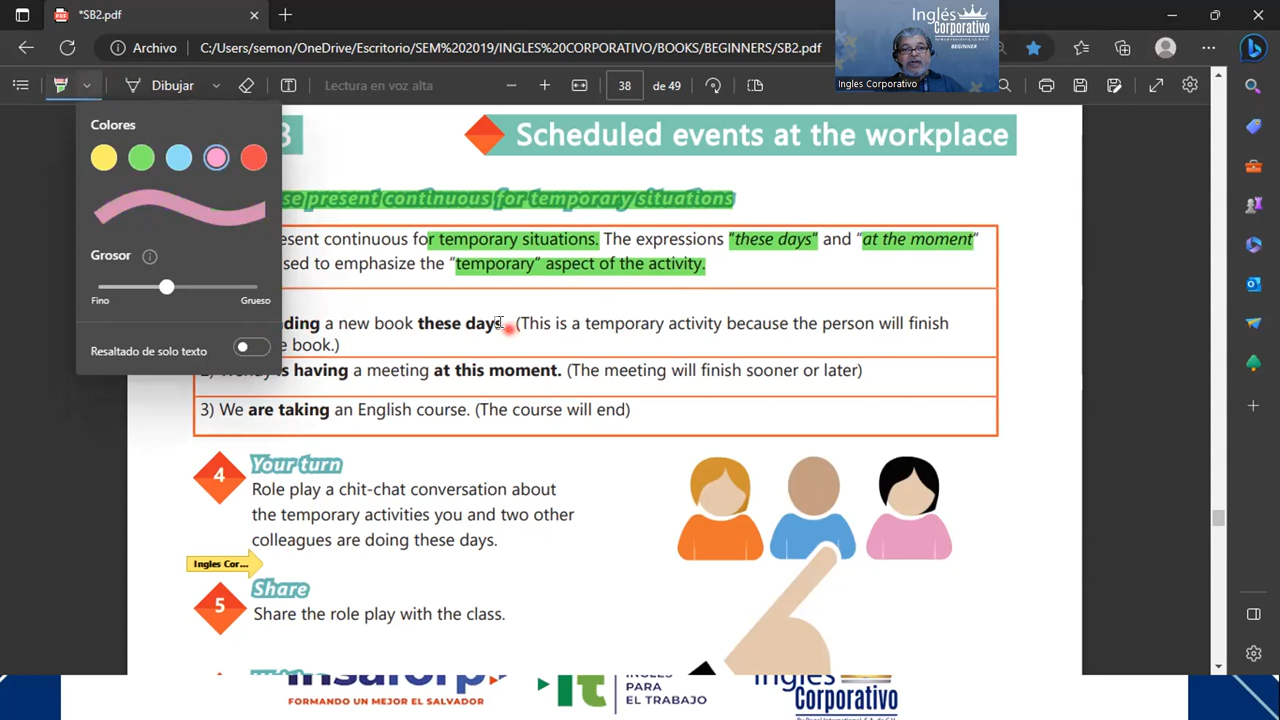 *SB2.pdf
Archivo
C:/Users/benito/OneDrive/Escritorio/SEM%202019/INGLES%20CORPORATIVO/BOOKS/BEGINNERS/SB2.pdf
Inglés
Corporativo
BEGINNER
Ingles Corporativo
Dibujar
Lectura en voz alta
38
de 49
Colores
Grosor
Fino
Grueso
Resaltado de solo texto
3
Scheduled events at the workplace
se present continuous for temporary situations
esent continuous for temporary situations. The expressions "these days" and "at the moment"
sed to emphasize the "temporary" aspect of the activity.
ding a new book these days. (This is a temporary activity because the person will finish
e book.)
is having a meeting at this moment. (The meeting will finish sooner or later)
3) We are taking an English course. (The course will end)
4
Your turn
Role play a chit-chat conversation about
the temporary activities you and two other
colleagues are doing these days.
Ingles Cor...
5
Share
Share the role play with the class.
insaforp
FORMANDO UN MEJOR EL SALVADOR
it
INGLÉS
PARA
EL TRABAJO
Inglés
Corporativo